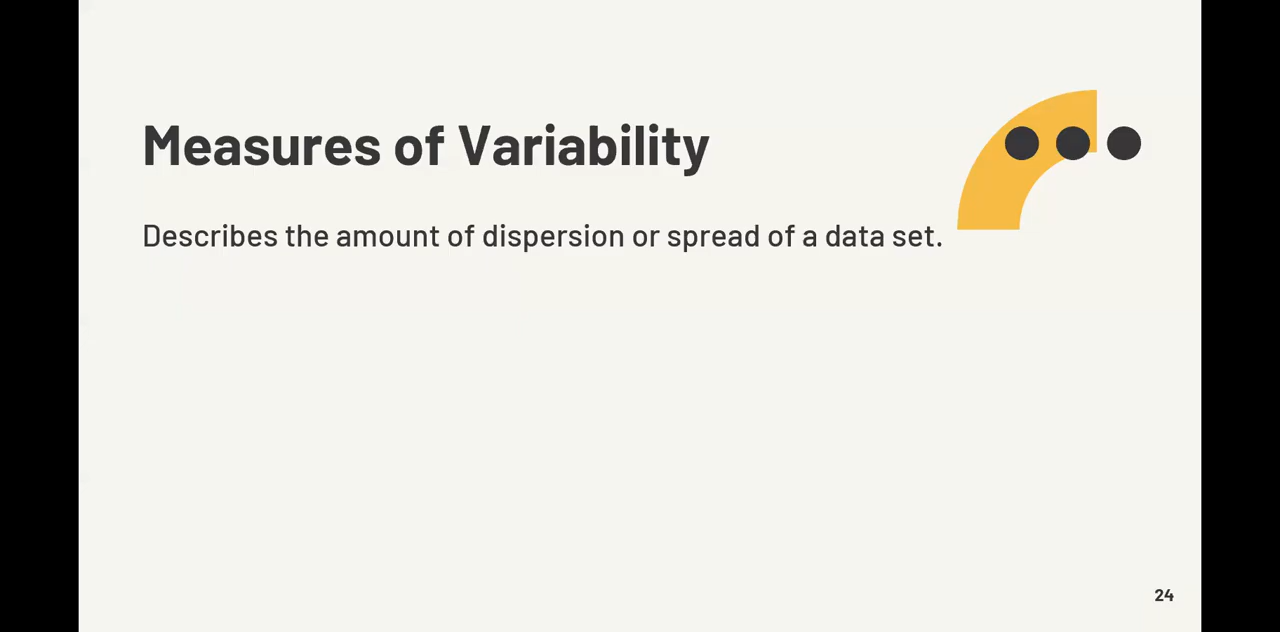 Measures of Variability
Describes the amount of dispersion or spread of a data set.
24